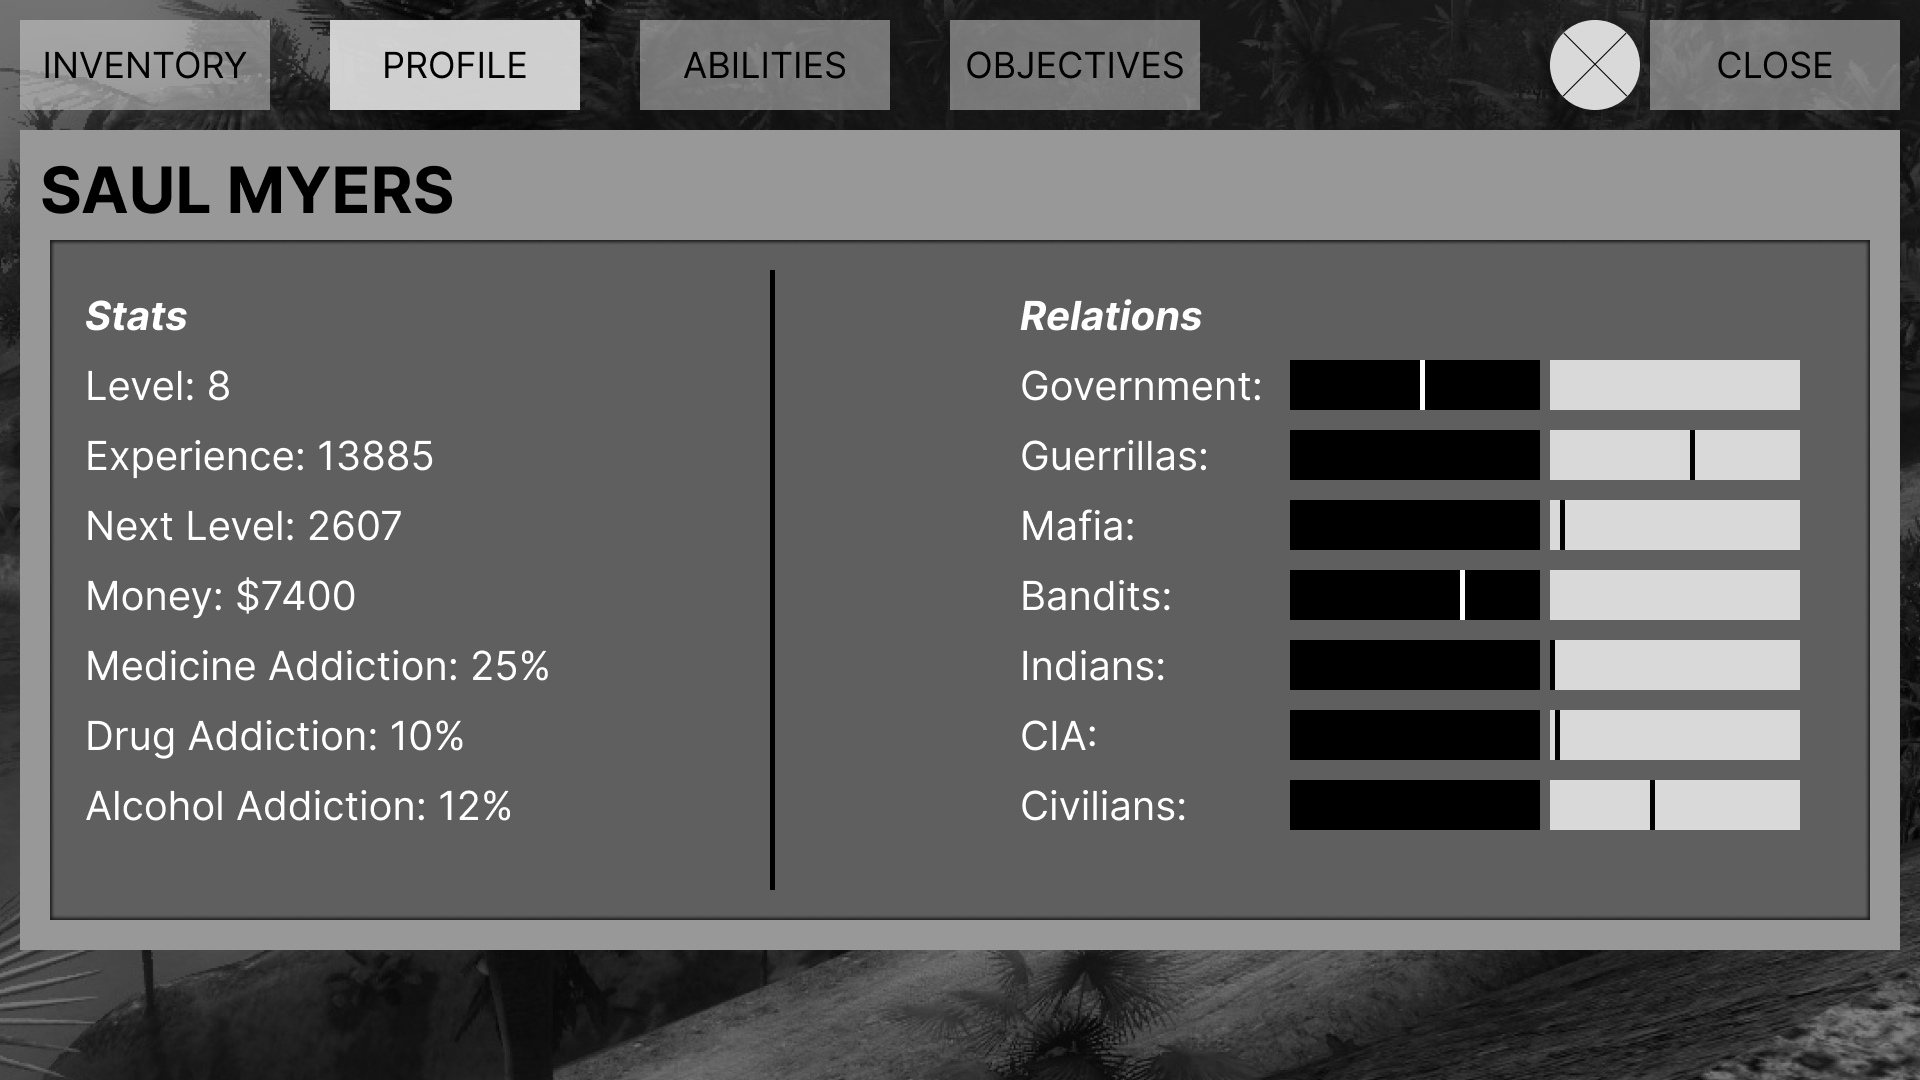 INVENTORY
PROFILE
ABILITIES
OBJECTIVES
CLOSE
SAUL MYERS
Stats
Level: 8
Experience: 13885
Next Level: 2607
Money: $7400
Medicine Addiction: 25%
Drug Addiction: 10%
Alcohol Addiction: 12%
Relations
Government:
Guerrillas:
Mafia:
Bandits:
Indians:
CIA:
Civilians: